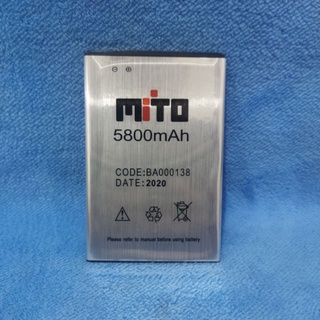 MiTO
5800mAh
CODE:BA000138
DATE:2020
Please refer to manual before using battery